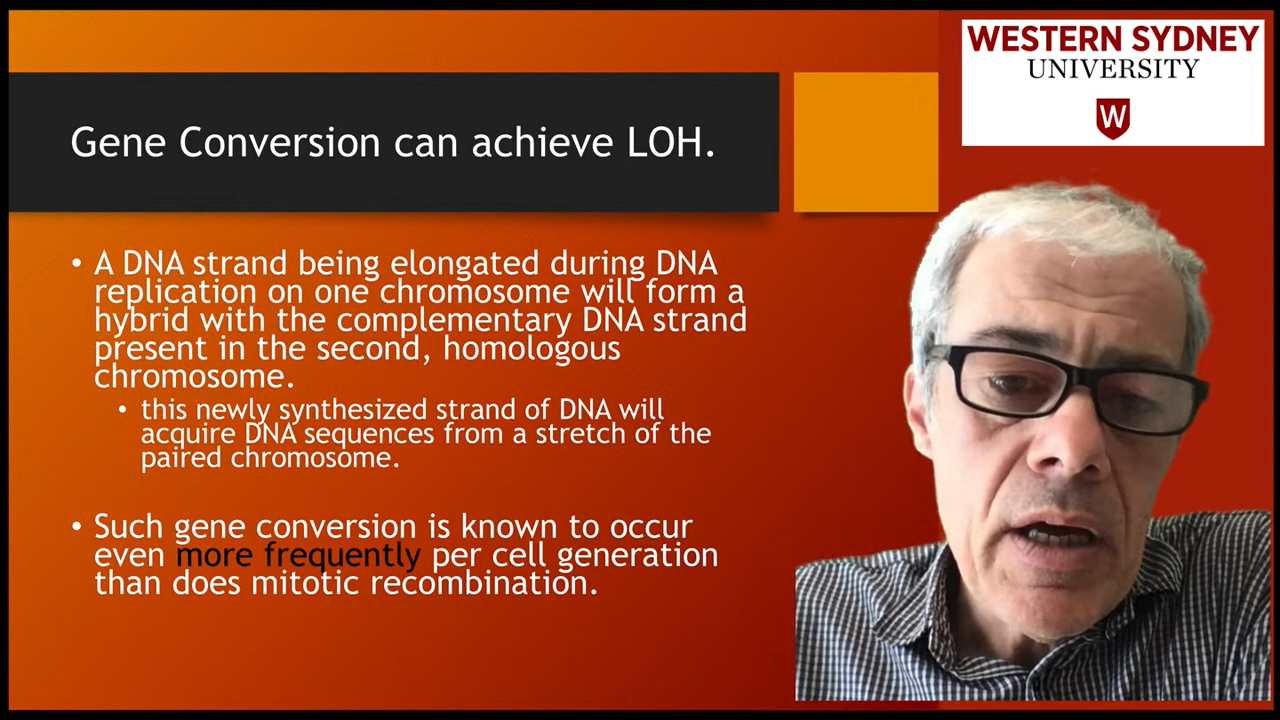 WESTERN SYDNEY
UNIVERSITY
W
Gene Conversion can achieve LOH.
• A DNA strand being elongated during DNA
replication on one chromosome will form a
hybrid with the complementary DNA strand
present in the second, homologous
chromosome.
• this newly synthesized strand of DNA will
acquire DNA sequences from a stretch of the
paired chromosome.
• Such gene conversion is known to occur
even more frequently per cell generation
than does mitotic recombination.